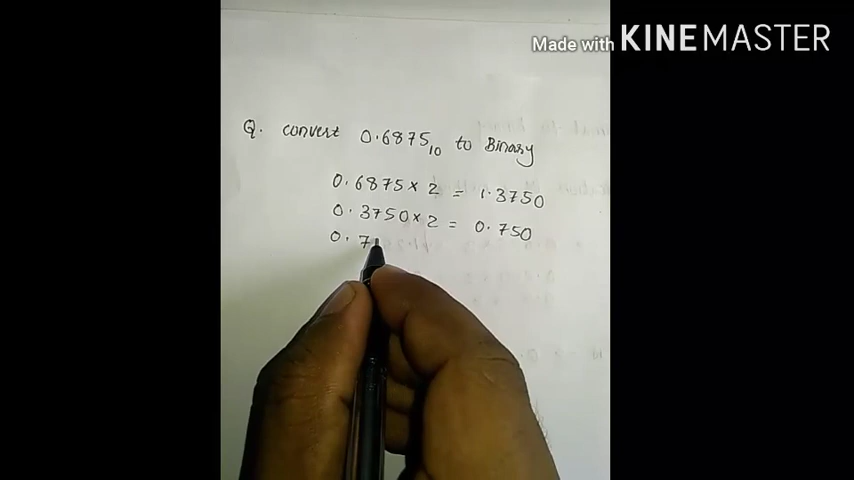 Made with KINEMASTER
Q. convert 0.6875₁₀ to Binary
0.6875 × 2 = 1.3750
0.3750 × 2 = 0.750
0.7